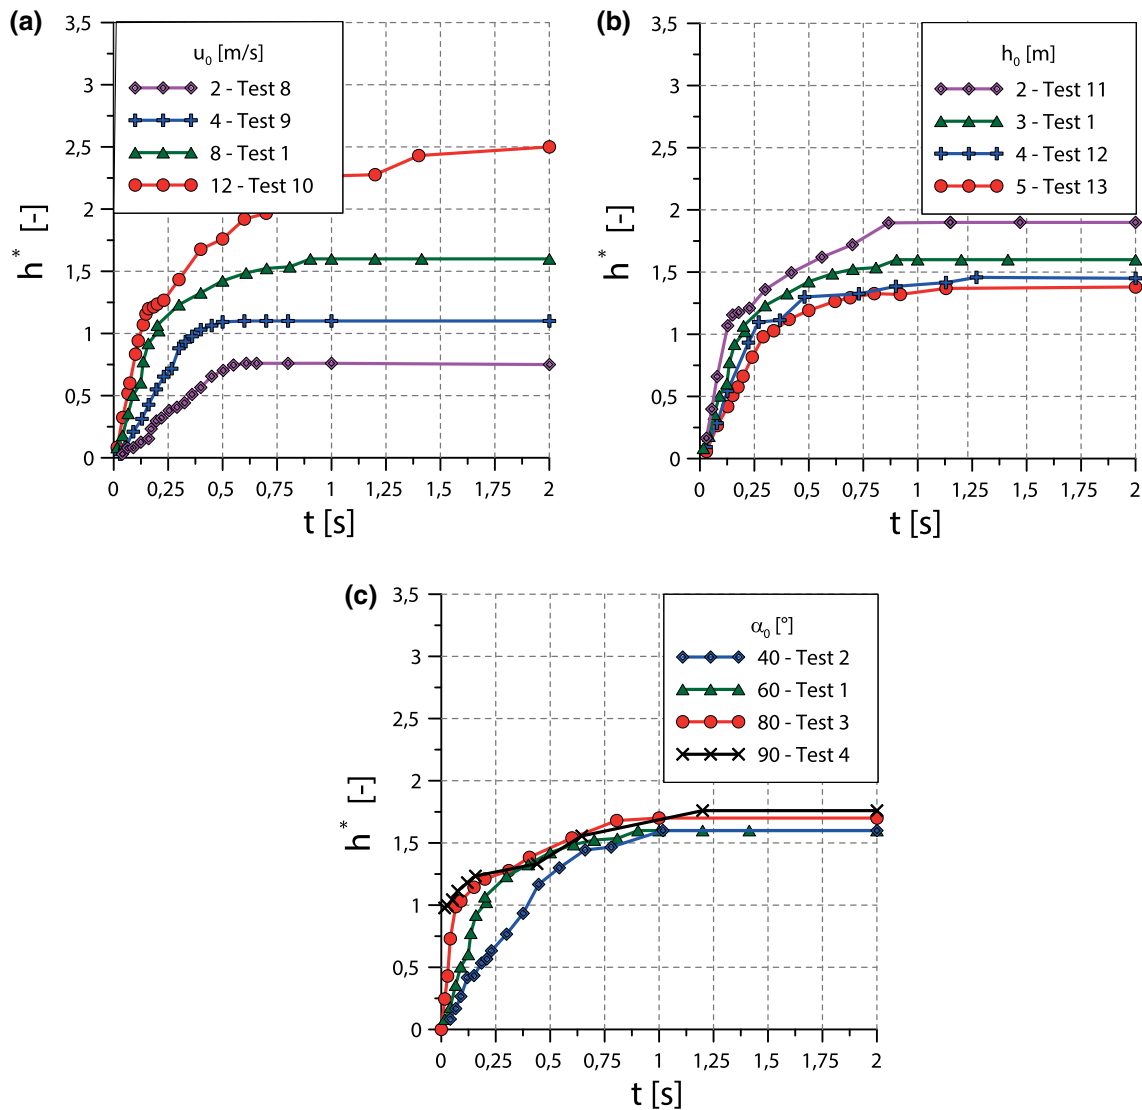 (a)
3,5
3
2,5
2
1,5
1
0,5
0
h* [-]
u0 [m/s]
2 - Test 8
4 - Test 9
8 - Test 1
12 - Test 10
0 0,25 0,5 0,75 1 1,25 1,5 1,75 2
t [s]
(b)
3,5
3
2,5
2
1,5
1
0,5
0
h* [-]
h0 [m]
2 - Test 11
3 - Test 1
4 - Test 12
5 - Test 13
0 0,25 0,5 0,75 1 1,25 1,5 1,75 2
t [s]
(c)
3,5
3
2,5
2
1,5
1
0,5
0
h* [-]
α0 [°]
40 - Test 2
60 - Test 1
80 - Test 3
90 - Test 4
0 0,25 0,5 0,75 1 1,25 1,5 1,75 2
t [s]